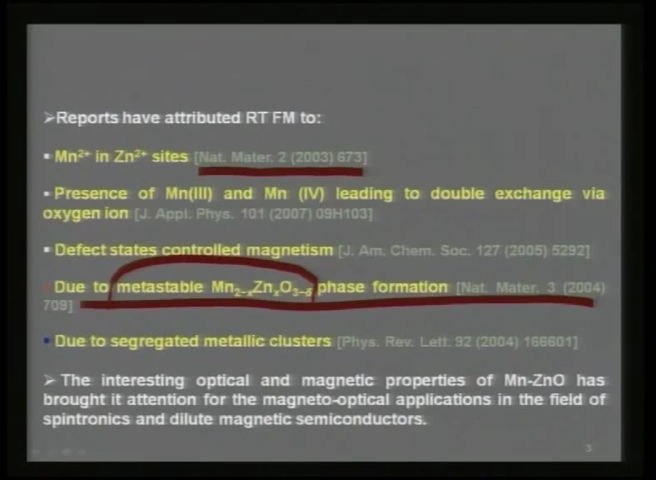 ➢Reports have attributed RT FM to:
▪ Mn²⁺ in Zn²⁺ sites [Nat. Mater. 2 (2003) 673]
▪ Presence of Mn(III) and Mn (IV) leading to double exchange via
oxygen ion [J. Appl. Phys. 101 (2007) 09H103]
▪ Defect states controlled magnetism [J. Am. Chem. Soc. 127 (2005) 5292]
▪ Due to metastable Mn₂₋ₓZnₓO₃₋δ phase formation [Nat. Mater. 3 (2004)
709]
▪ Due to segregated metallic clusters [Phys. Rev. Lett. 92 (2004) 166601]
➢ The interesting optical and magnetic properties of Mn-ZnO has
brought it attention for the magneto-optical applications in the field of
spintronics and dilute magnetic semiconductors.
3